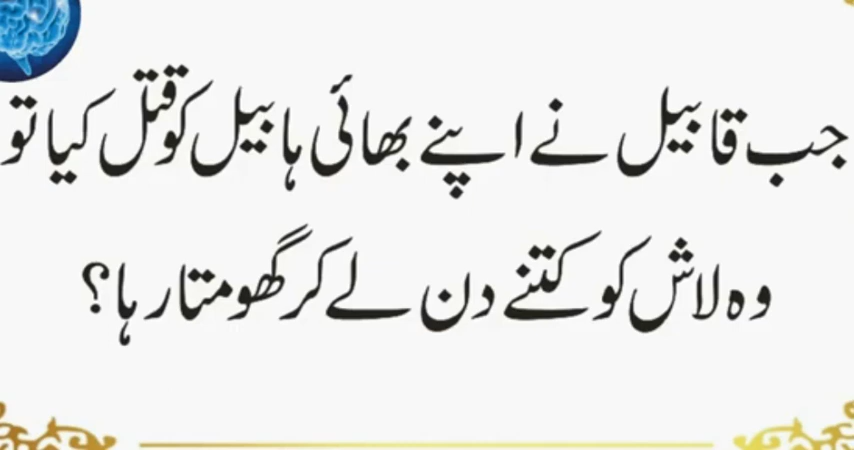 جب قابیل نے اپنے بھائی ہابیل کو قتل کیا تو
وہ لاش کو کتنے دن لے کر گھومتا رہا؟